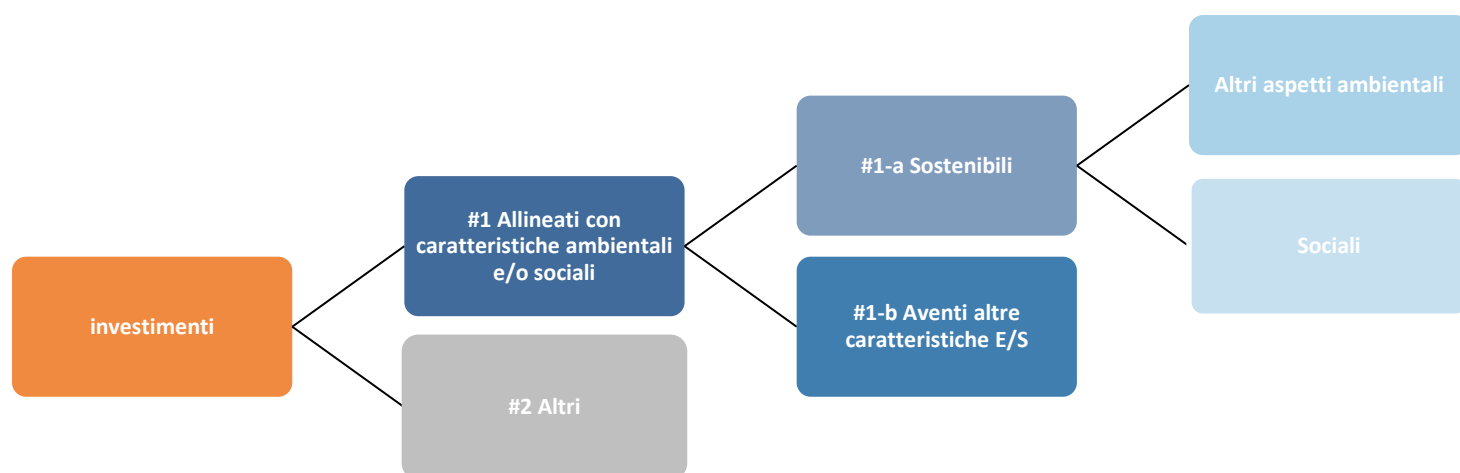 investimenti
#1 Allineati con
caratteristiche ambientali
e/o sociali
#2 Altri
#1-a Sostenibili
#1-b Aventi altre
caratteristiche E/S
Altri aspetti ambientali
Sociali